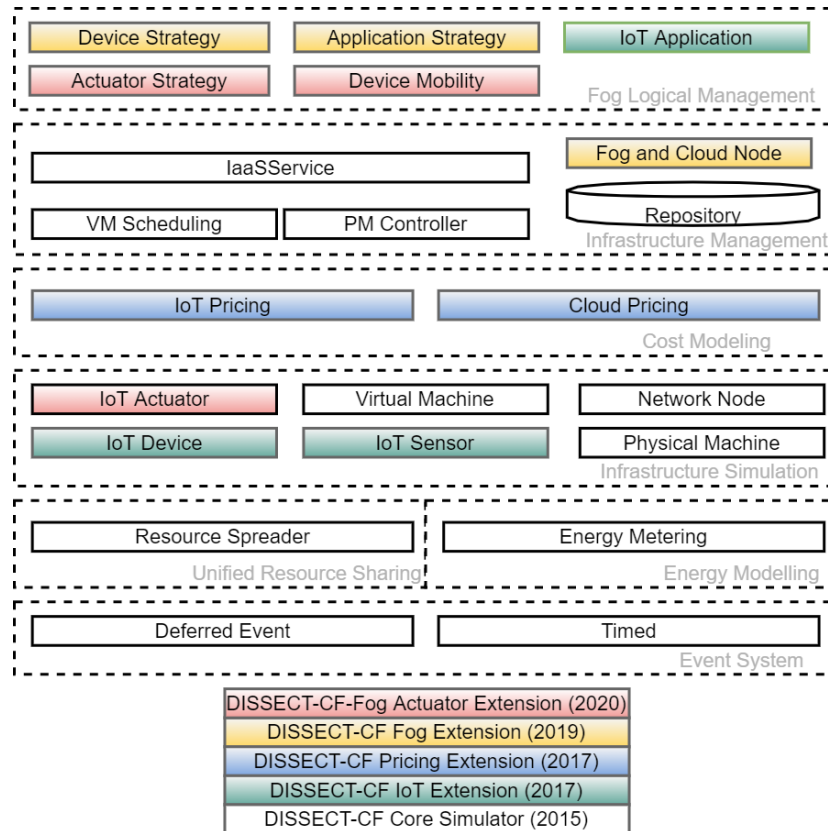 Device Strategy
Application Strategy
IoT Application
Actuator Strategy
Device Mobility
Fog Logical Management
IaaSService
Fog and Cloud Node
VM Scheduling
PM Controller
Repository
Infrastructure Management
IoT Pricing
Cloud Pricing
Cost Modeling
IoT Actuator
Virtual Machine
Network Node
IoT Device
IoT Sensor
Physical Machine
Infrastructure Simulation
Resource Spreader
Unified Resource Sharing
Energy Metering
Energy Modelling
Deferred Event
Timed
Event System
DISSECT-CF-Fog Actuator Extension (2020)
DISSECT-CF Fog Extension (2019)
DISSECT-CF Pricing Extension (2017)
DISSECT-CF IoT Extension (2017)
DISSECT-CF Core Simulator (2015)